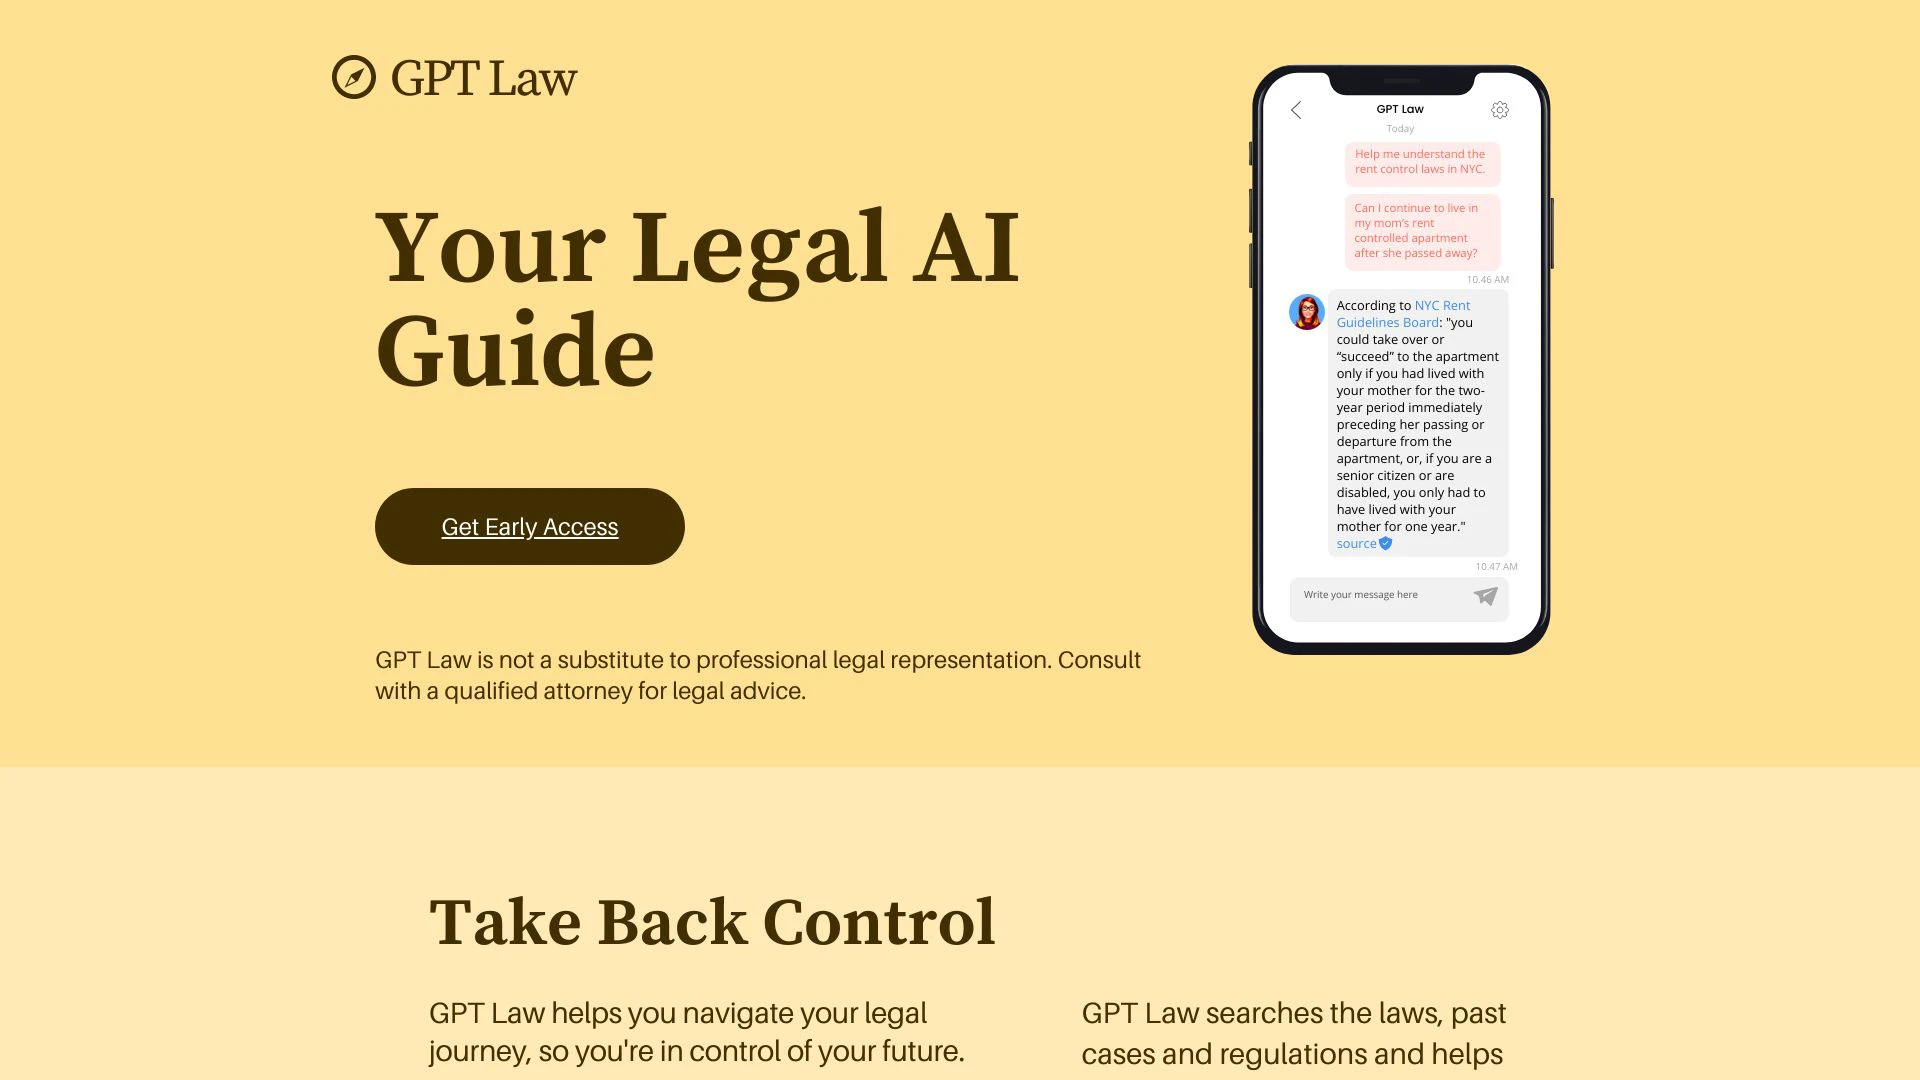 GPT Law
Your Legal AI
Guide
Get Early Access
GPT Law is not a substitute to professional legal representation. Consult
with a qualified attorney for legal advice.
GPT Law
Today
Help me understand the
rent control laws in NYC.
Can I continue to live in
my mom’s rent
controlled apartment
after she passed away?
10.46 AM
According to NYC Rent
Guidelines Board: "you
could take over or
“succeed” to the apartment
only if you had lived with
your mother for the two-
year period immediately
preceding her passing or
departure from the
apartment, or, if you are a
senior citizen or are
disabled, you only had to
have lived with your
mother for one year."
source
10.47 AM
Write your message here
Take Back Control
GPT Law helps you navigate your legal
journey, so you're in control of your future.
GPT Law searches the laws, past
cases and regulations and helps